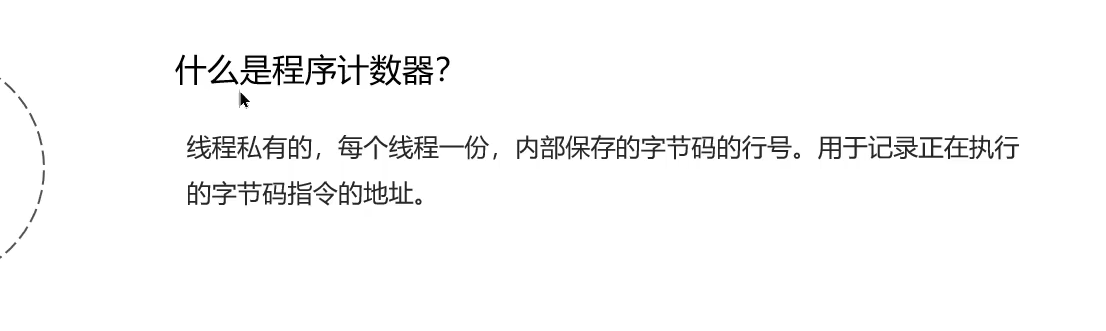 什么是程序计数器？
线程私有的，每个线程一份，内部保存的字节码的行号。用于记录正在执行
的字节码指令的地址。